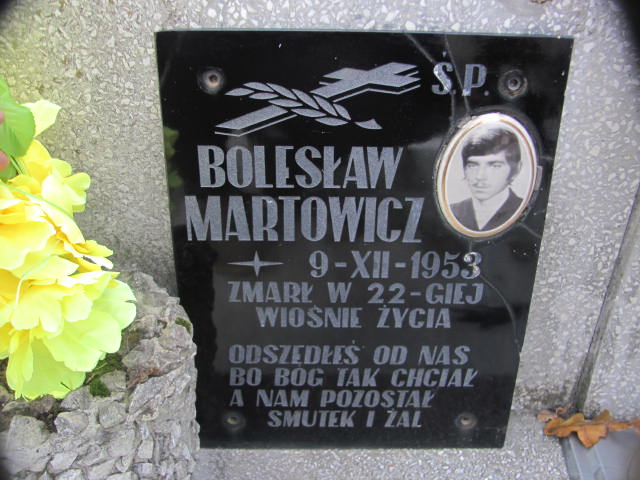 Ś.P.
BOLESŁAW
MARTOWICZ
9-XII-1953
ZMARŁ W 22-GIEJ
WIOŚNIE ŻYCIA
ODSZEDŁEŚ OD NAS
BO BÓG TAK CHCIAŁ
A NAM POZOSTAŁ
SMUTEK I ŻAL